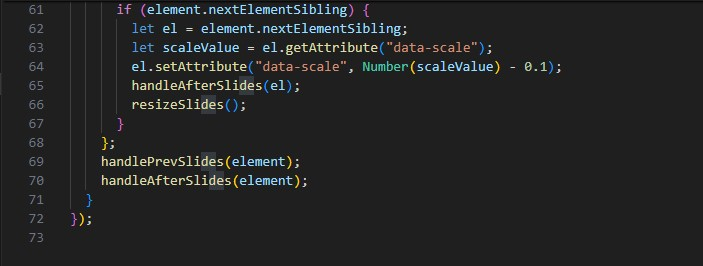 61 if (element.nextElementSibling) {
62 let el = element.nextElementSibling;
63 let scaleValue = el.getAttribute("data-scale");
64 el.setAttribute("data-scale", Number(scaleValue) - 0.1);
65 handleAfterSlides(el);
66 resizeSlides();
67 }
68 };
69 handlePrevSlides(element);
70 handleAfterSlides(element);
71 }
72 });
73